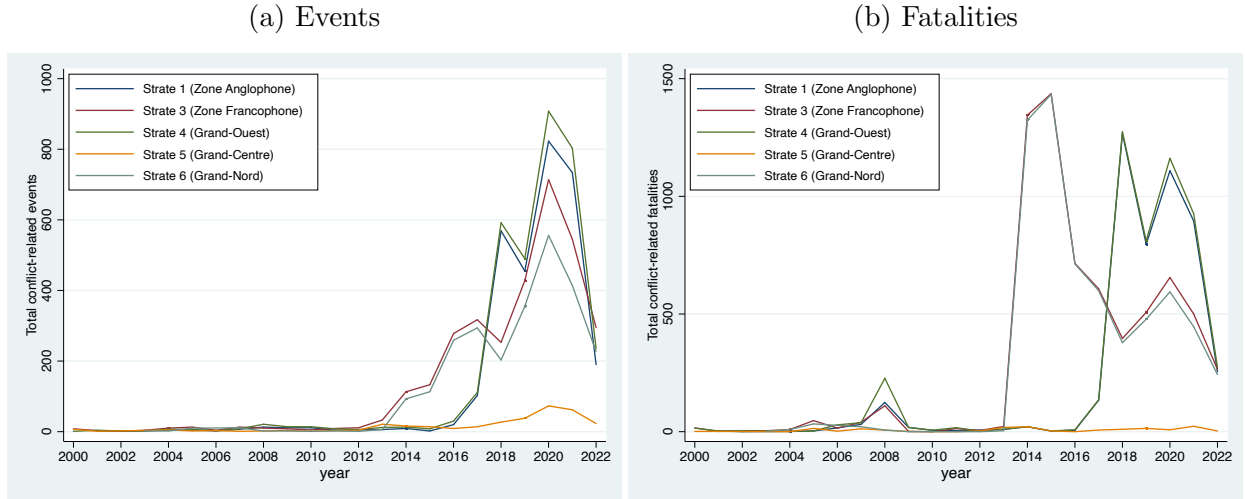 (a) Events
Total conflict-related events
1000
800
600
400
200
0
Strate 1 (Zone Anglophone)
Strate 3 (Zone Francophone)
Strate 4 (Grand-Ouest)
Strate 5 (Grand-Centre)
Strate 6 (Grand-Nord)
2000 2002 2004 2006 2008 2010 2012 2014 2016 2018 2020 2022
year
(b) Fatalities
Total conflict-related fatalities
1500
1000
500
0
Strate 1 (Zone Anglophone)
Strate 3 (Zone Francophone)
Strate 4 (Grand-Ouest)
Strate 5 (Grand-Centre)
Strate 6 (Grand-Nord)
2000 2002 2004 2006 2008 2010 2012 2014 2016 2018 2020 2022
year